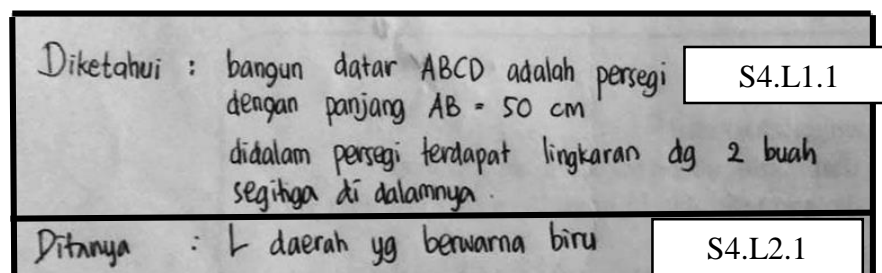 Diketahui : bangun datar ABCD adalah persegi S4.L1.1
dengan panjang AB = 50 cm
didalam persegi terdapat lingkaran dg 2 buah
segitiga di dalamnya.
Ditanya : L daerah yg berwarna biru S4.L2.1